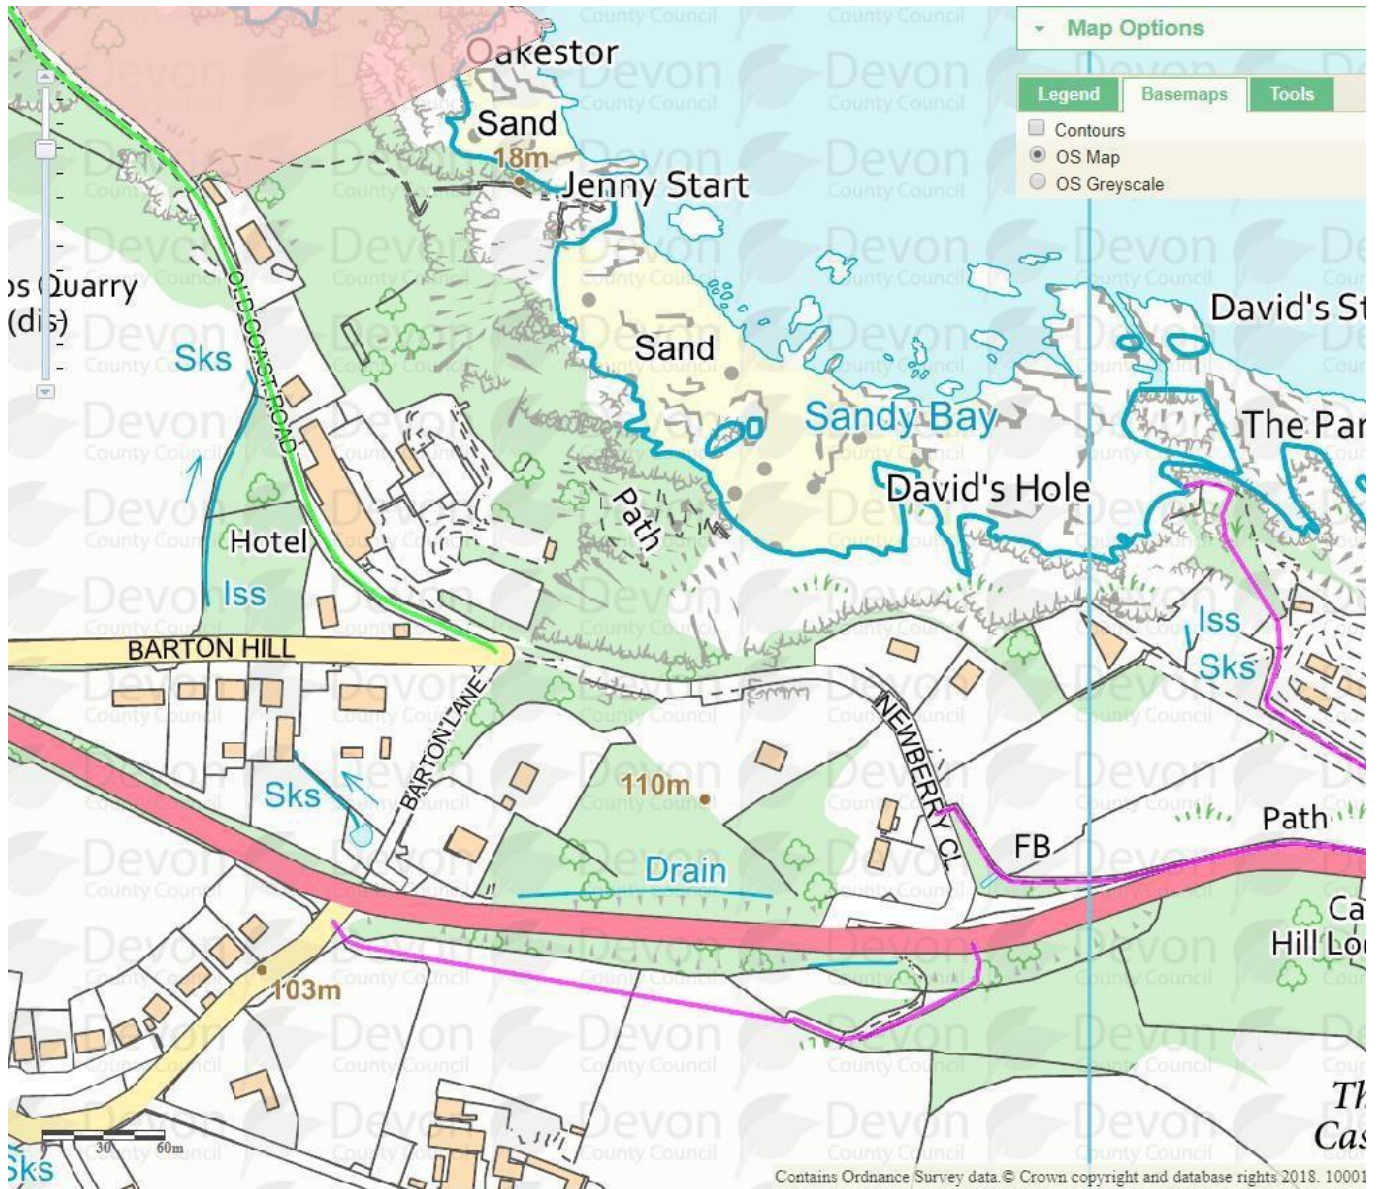 Map Options
Legend Basemaps Tools
Contours
OS Map
OS Greyscale
Oakestor
Sand
18m
Jenny Start
os Quarry
(dis)
OLD COAST ROAD
Sks
Sand
David's St
Sandy Bay
The Par
David's Hole
Path
Hotel
Iss
Iss
Sks
BARTON HILL
BARTON LANE
NEWBERRY CL
110m
Sks
Path
FB
Drain
Ca
Hill Lo
103m
Th
Cas
30 60m
Sks
Contains Ordnance Survey data.© Crown copyright and database rights 2018. 10001
Devon
County Council